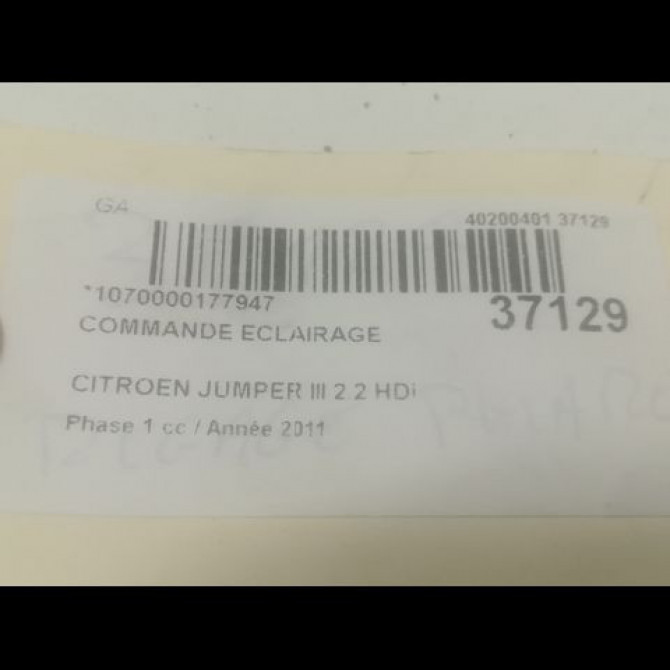 GA
40200401 37129
*1070000177947
37129
COMMANDE ECLAIRAGE
CITROEN JUMPER III 2.2 HDi
Phase 1 cc / Année 2011